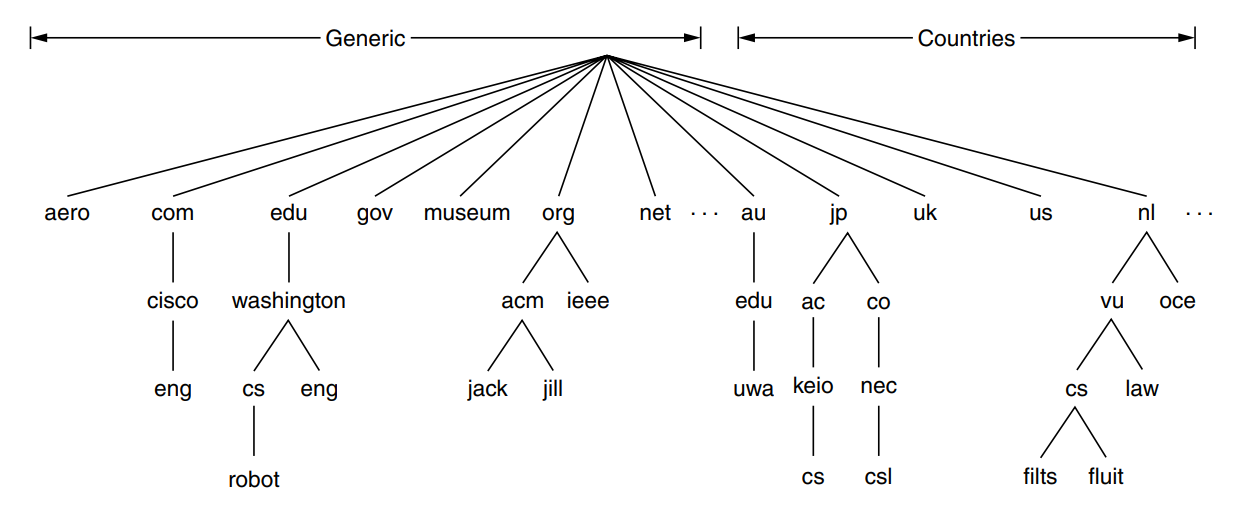 Generic Countries
aero com edu gov museum org net ... au jp uk us nl ...
cisco washington acm ieee edu ac co vu oce
eng cs eng jack jill uwa keio nec cs law
robot cs csl filts fluit